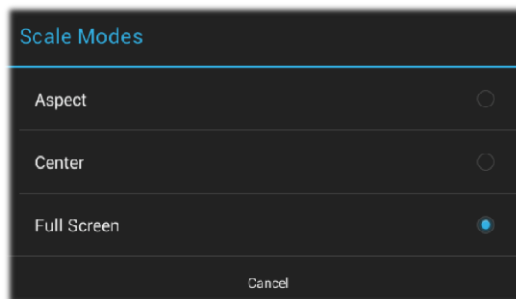 Scale Modes
Aspect
Center
Full Screen
Cancel